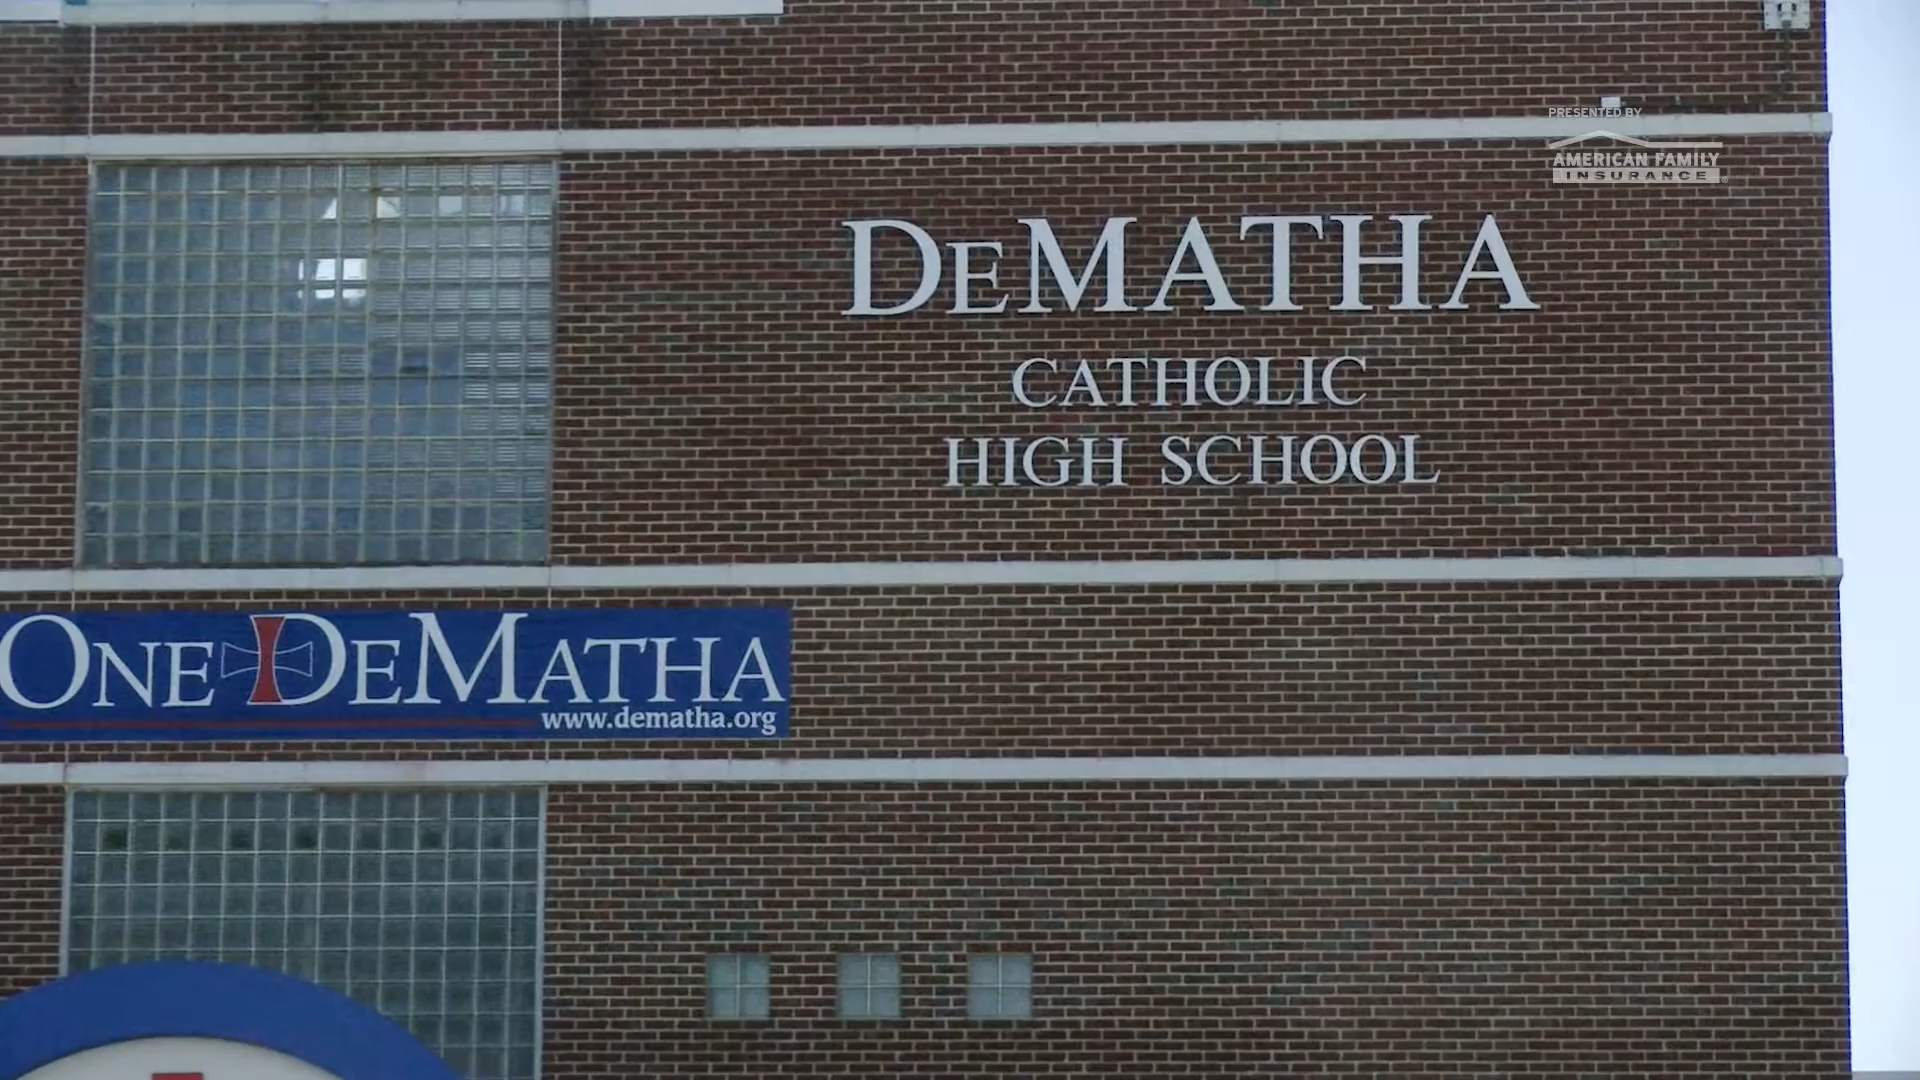 PRESENTED BY
AMERICAN FAMILY
INSURANCE
DEMATHA
CATHOLIC
HIGH SCHOOL
ONE DEMATHA
www.dematha.org